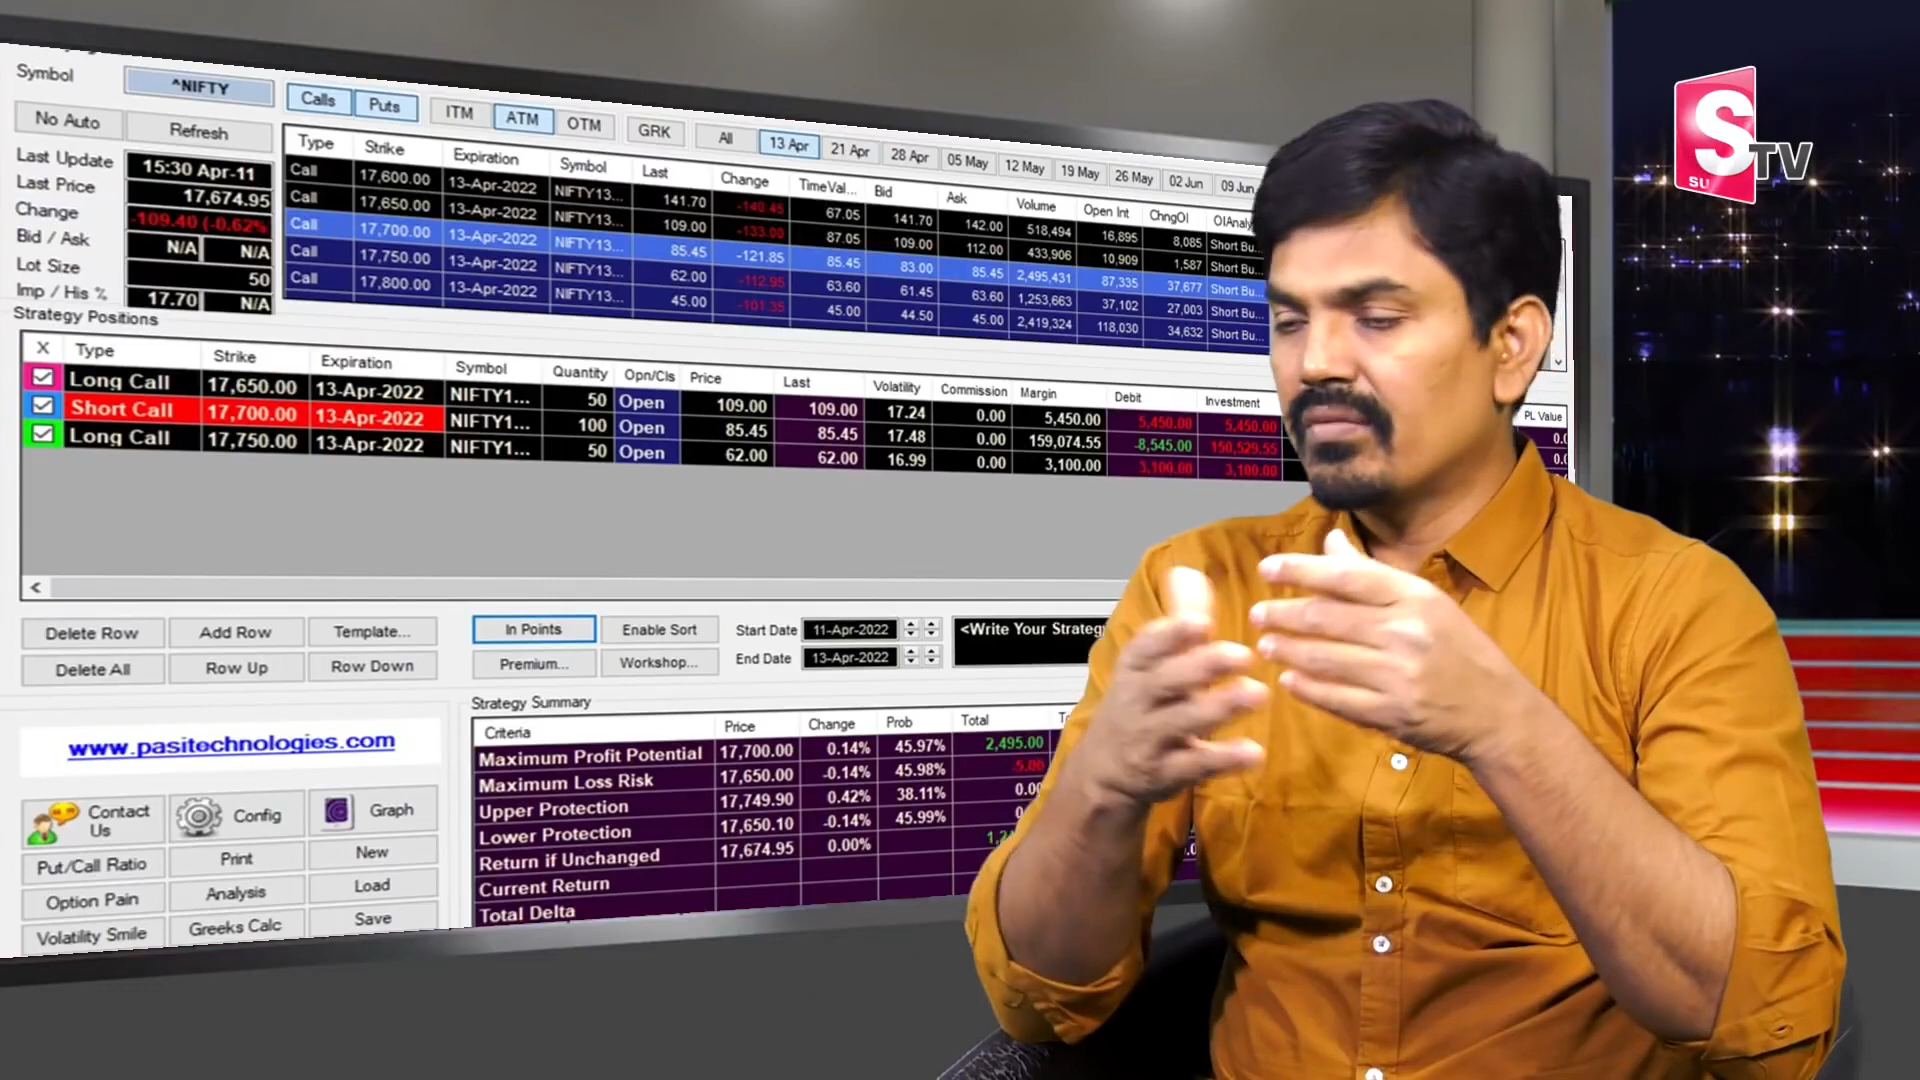 Symbol ^NIFTY Calls Puts ITM ATM OTM GRK All 13 Apr 21 Apr 28 Apr 05 May 12 May 19 May 26 May 02 Jun 09 Jun
No Auto Refresh
Last Update 15:30 Apr-11
Last Price 17,674.95
Change -109.40 (-0.62%
Bid / Ask N/A N/A
Lot Size 50
Imp / His % 17.70 N/A
Type Strike Expiration Symbol Last Change TimeVal... Bid Ask Volume Open Int ChngOI OIAnaly
Call 17,600.00 13-Apr-2022 NIFTY13... 141.70 -140.45 67.05 141.70 142.00 518,494 16,895 8,085 Short Bu...
Call 17,650.00 13-Apr-2022 NIFTY13... 109.00 -133.00 87.05 109.00 112.00 433,906 10,909 1,587 Short Bu...
Call 17,700.00 13-Apr-2022 NIFTY13... 85.45 -121.85 85.45 83.00 85.45 2,495,431 87,335 37,677 Short Bu...
Call 17,750.00 13-Apr-2022 NIFTY13... 62.00 -112.95 63.60 61.45 63.60 1,253,663 37,102 27,003 Short Bu...
Call 17,800.00 13-Apr-2022 NIFTY13... 45.00 -101.35 45.00 44.50 45.00 2,419,324 118,030 34,632 Short Bu...
Strategy Positions
X Type Strike Expiration Symbol Quantity Opn/Cls Price Last Volatility Commission Margin Debit Investment PL Value
Long Call 17,650.00 13-Apr-2022 NIFTY1... 50 Open 109.00 109.00 17.24 0.00 5,450.00 5,450.00 5,450.00
Short Call 17,700.00 13-Apr-2022 NIFTY1... 100 Open 85.45 85.45 17.48 0.00 159,074.55 -8,545.00 150,529.55
Long Call 17,750.00 13-Apr-2022 NIFTY1... 50 Open 62.00 62.00 16.99 0.00 3,100.00 3,100.00 3,100.00
Delete Row Add Row Template... In Points Enable Sort Start Date 11-Apr-2022 <Write Your Strategy
Delete All Row Up Row Down Premium... Workshop... End Date 13-Apr-2022
www.pasitechnologies.com
Contact Us Config Graph
Put/Call Ratio Print New
Option Pain Analysis Load
Volatility Smile Greeks Calc Save
Strategy Summary
Criteria Price Change Prob Total
Maximum Profit Potential 17,700.00 0.14% 45.97% 2,495.00
Maximum Loss Risk 17,650.00 -0.14% 45.98% -5.00
Upper Protection 17,749.90 0.42% 38.11% 0.00
Lower Protection 17,650.10 -0.14% 45.99%
Return if Unchanged 17,674.95 0.00%
Current Return
Total Delta
S TV
SU